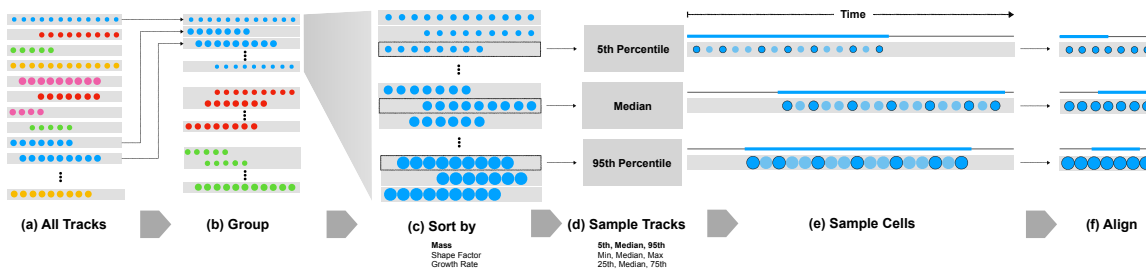 Time
5th Percentile
Median
95th Percentile
(a) All Tracks
(b) Group
(c) Sort by
(d) Sample Tracks
(e) Sample Cells
(f) Align
Mass
Shape Factor
Growth Rate
5th, Median, 95th
Min, Median, Max
25th, Median, 75th